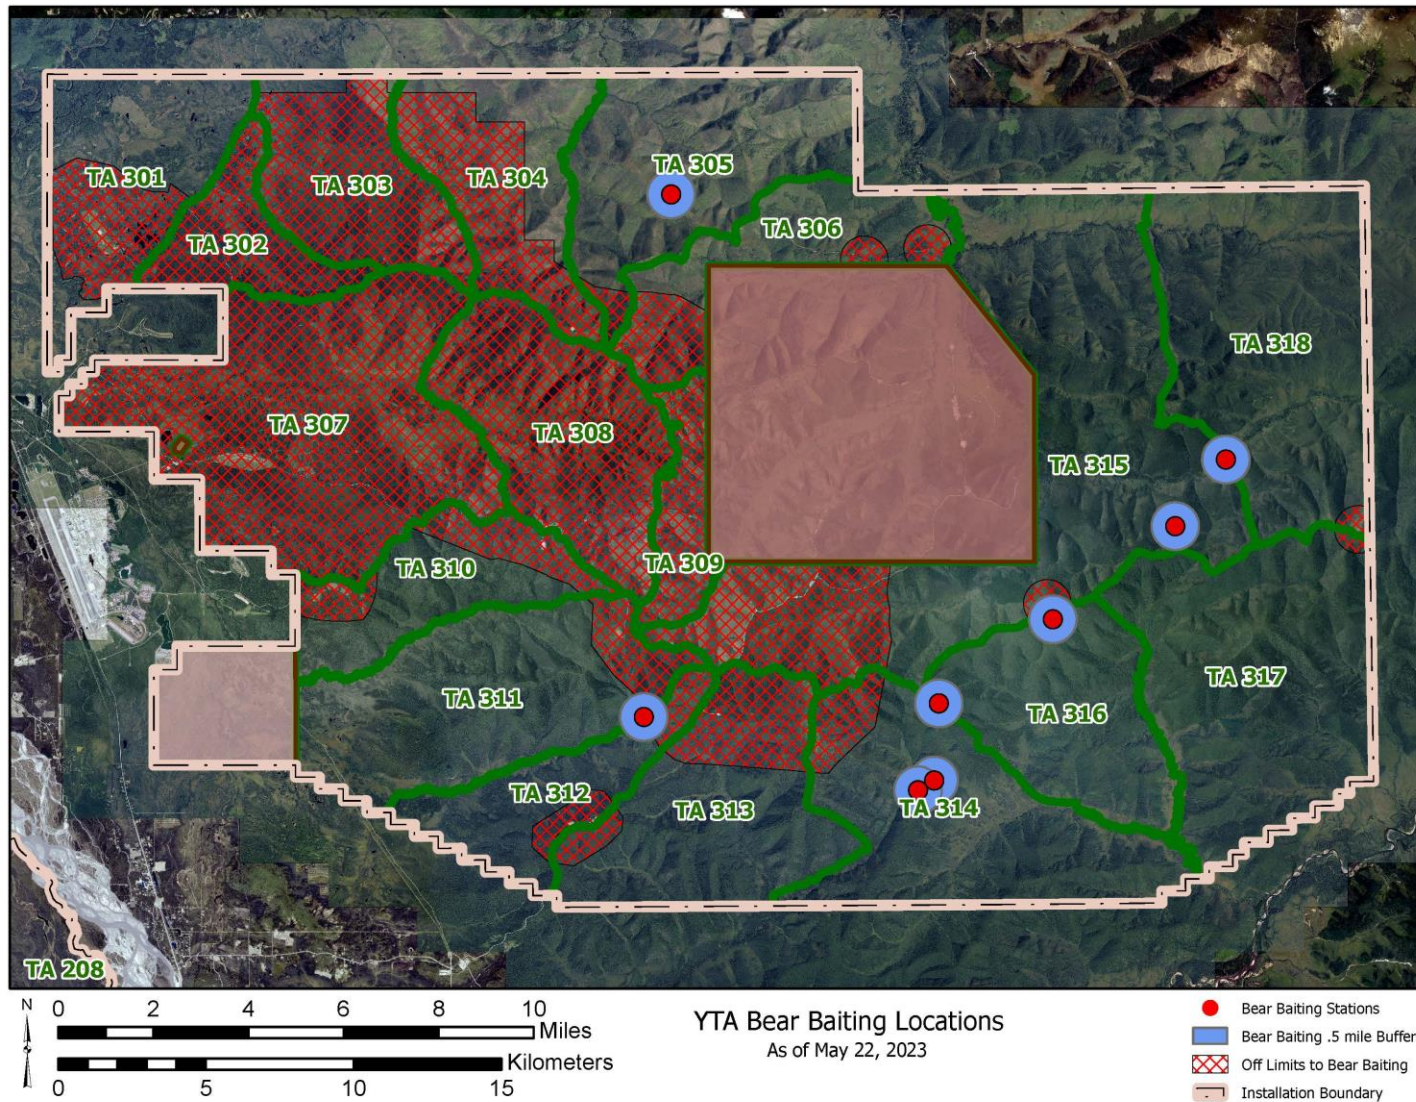 TA 305
TA 301
TA 303
TA 304
TA 306
TA 302
TA 318
TA 307
TA 308
TA 315
TA 310
TA 309
TA 317
TA 311
TA 316
TA 312
TA 313
TA 314
TA 208
N
0 2 4 6 8 10
Miles
Kilometers
0 5 10 15
YTA Bear Baiting Locations
As of May 22, 2023
Bear Baiting Stations
Bear Baiting .5 mile Buffer
Off Limits to Bear Baiting
Installation Boundary